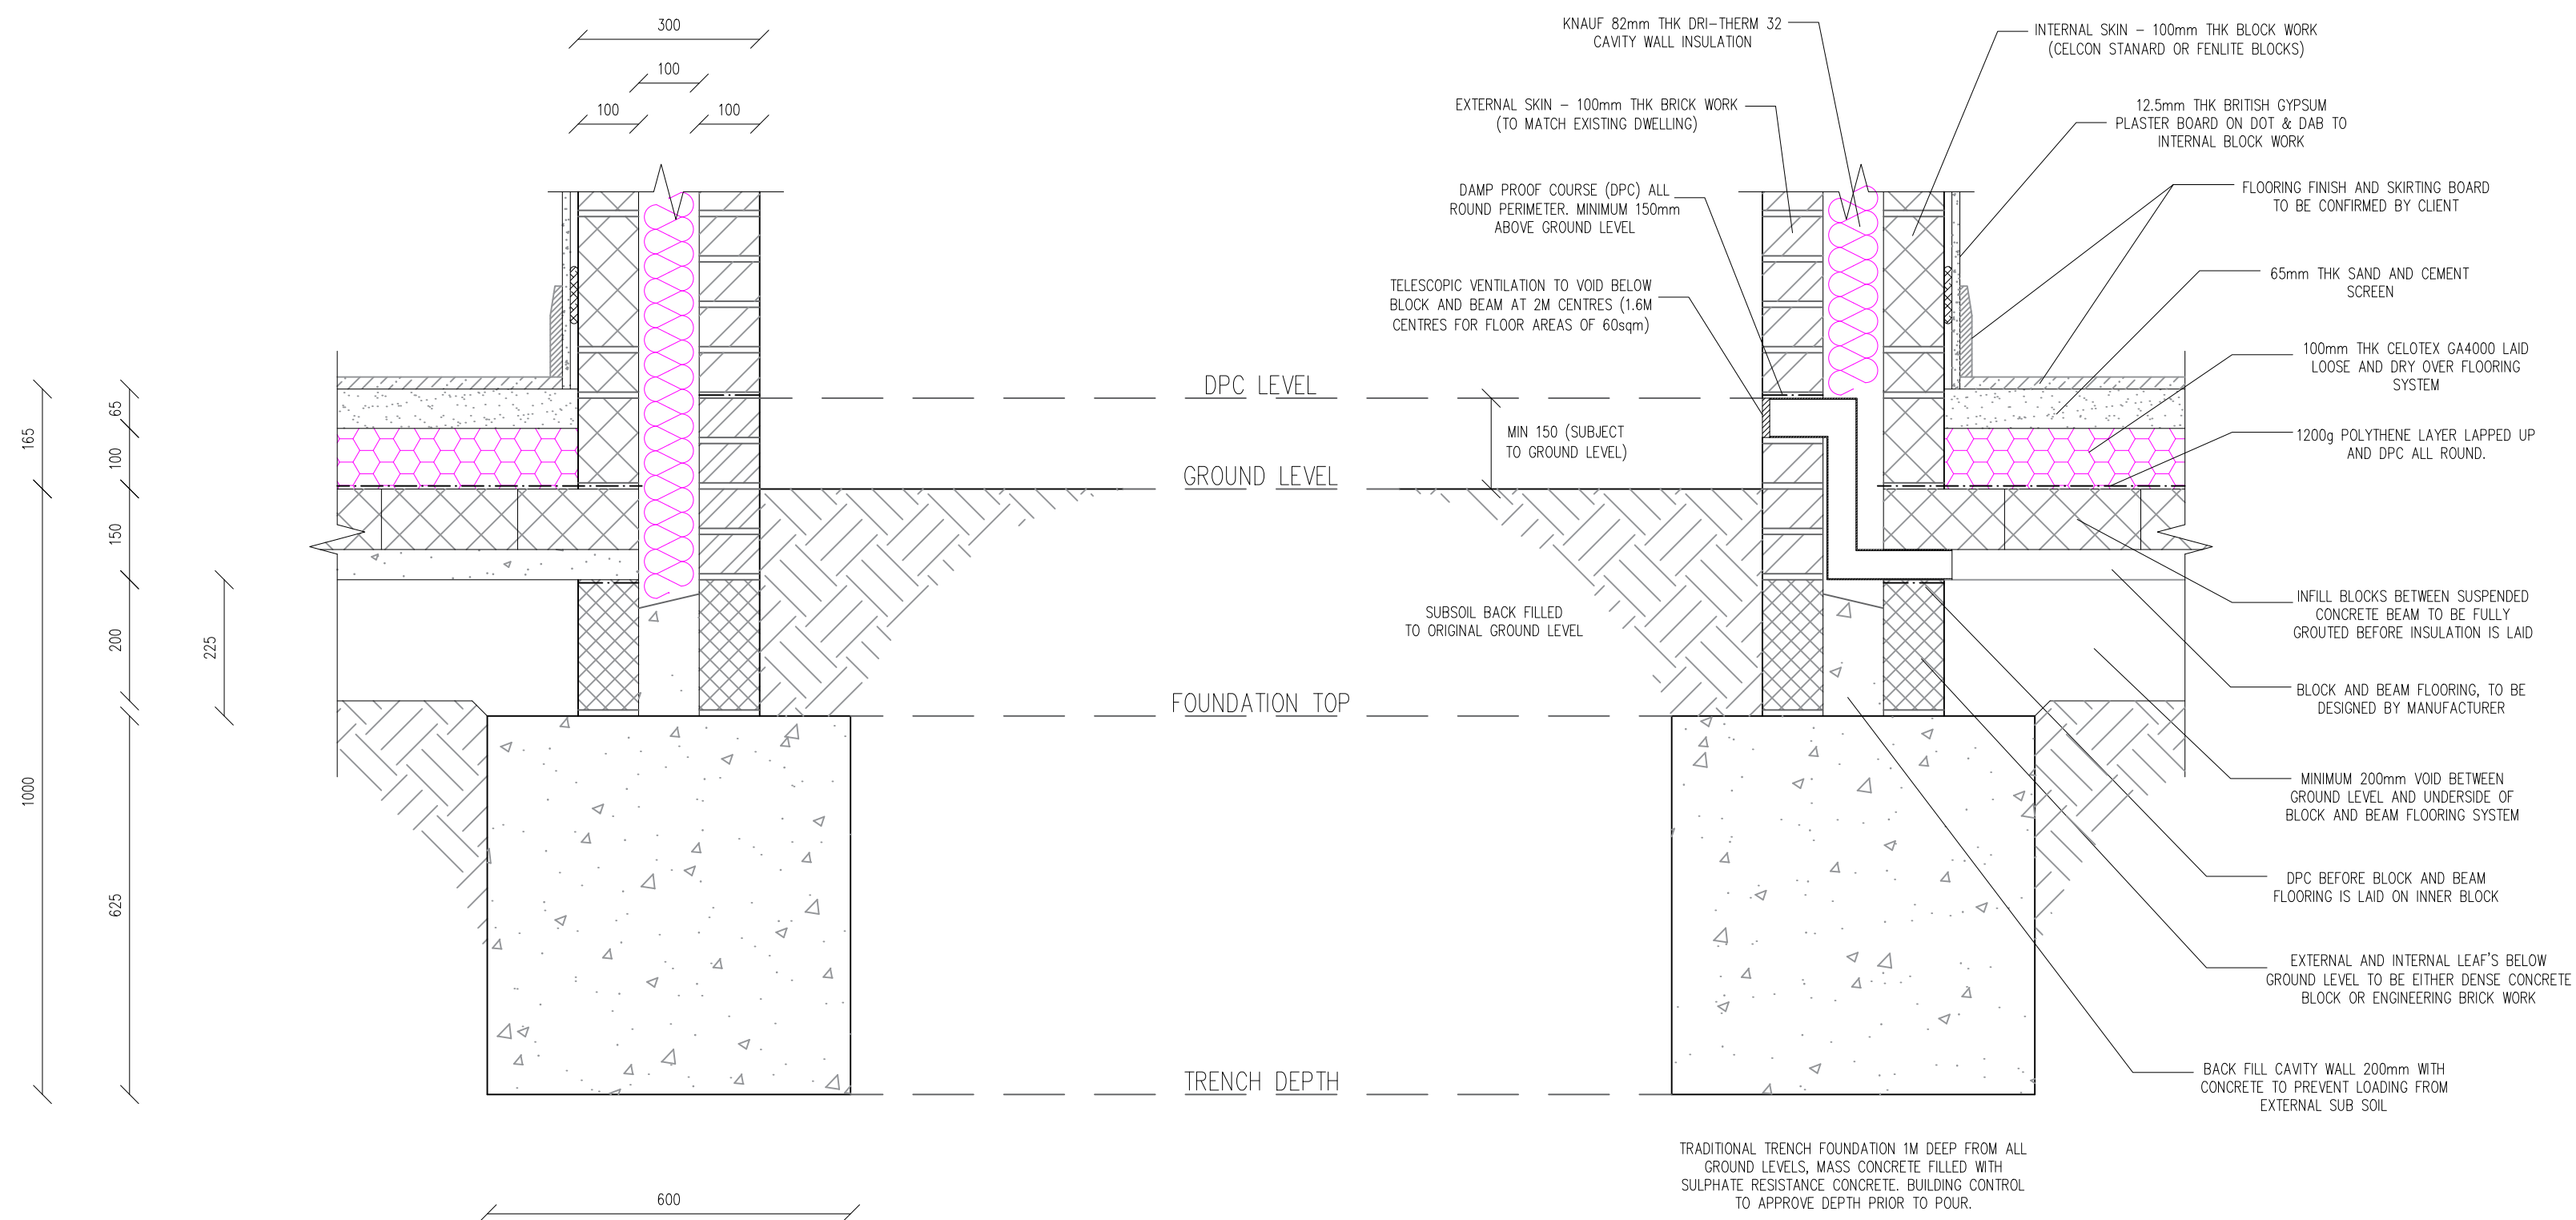 300
100
100
100
165
65
100
150
200
225
1000
625
600
DPC LEVEL
GROUND LEVEL
FOUNDATION TOP
TRENCH DEPTH
KNAUF 82mm THK DRI-THERM 32
CAVITY WALL INSULATION
EXTERNAL SKIN - 100mm THK BRICK WORK
(TO MATCH EXISTING DWELLING)
DAMP PROOF COURSE (DPC) ALL
ROUND PERIMETER. MINIMUM 150mm
ABOVE GROUND LEVEL
TELESCOPIC VENTILATION TO VOID BELOW
BLOCK AND BEAM AT 2M CENTRES (1.6M
CENTRES FOR FLOOR AREAS OF 60sqm)
MIN 150 (SUBJECT
TO GROUND LEVEL)
SUBSOIL BACK FILLED
TO ORIGINAL GROUND LEVEL
INTERNAL SKIN - 100mm THK BLOCK WORK
(CELCON STANARD OR FENLITE BLOCKS)
12.5mm THK BRITISH GYPSUM
PLASTER BOARD ON DOT & DAB TO
INTERNAL BLOCK WORK
FLOORING FINISH AND SKIRTING BOARD
TO BE CONFIRMED BY CLIENT
65mm THK SAND AND CEMENT
SCREEN
100mm THK CELOTEX GA4000 LAID
LOOSE AND DRY OVER FLOORING
SYSTEM
1200g POLYTHENE LAYER LAPPED UP
AND DPC ALL ROUND.
INFILL BLOCKS BETWEEN SUSPENDED
CONCRETE BEAM TO BE FULLY
GROUTED BEFORE INSULATION IS LAID
BLOCK AND BEAM FLOORING, TO BE
DESIGNED BY MANUFACTURER
MINIMUM 200mm VOID BETWEEN
GROUND LEVEL AND UNDERSIDE OF
BLOCK AND BEAM FLOORING SYSTEM
DPC BEFORE BLOCK AND BEAM
FLOORING IS LAID ON INNER BLOCK
EXTERNAL AND INTERNAL LEAF'S BELOW
GROUND LEVEL TO BE EITHER DENSE CONCRETE
BLOCK OR ENGINEERING BRICK WORK
BACK FILL CAVITY WALL 200mm WITH
CONCRETE TO PREVENT LOADING FROM
EXTERNAL SUB SOIL
TRADITIONAL TRENCH FOUNDATION 1M DEEP FROM ALL
GROUND LEVELS, MASS CONCRETE FILLED WITH
SULPHATE RESISTANCE CONCRETE. BUILDING CONTROL
TO APPROVE DEPTH PRIOR TO POUR.